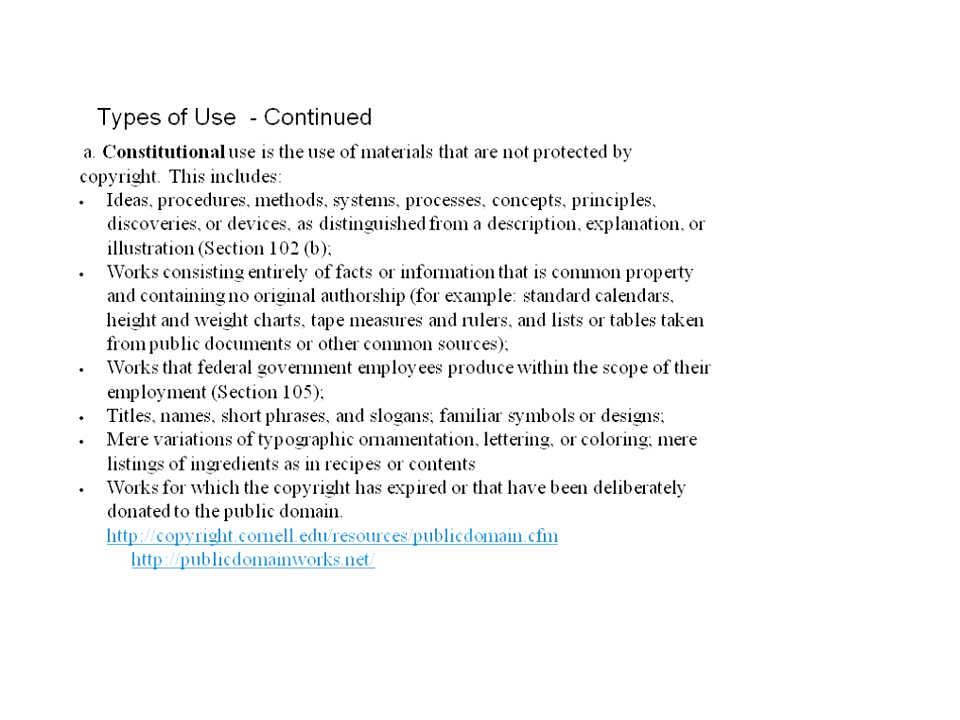 Types of Use - Continued
a. Constitutional use is the use of materials that are not protected by
copyright. This includes:
• Ideas, procedures, methods, systems, processes, concepts, principles,
discoveries, or devices, as distinguished from a description, explanation, or
illustration (Section 102 (b);
• Works consisting entirely of facts or information that is common property
and containing no original authorship (for example: standard calendars,
height and weight charts, tape measures and rulers, and lists or tables taken
from public documents or other common sources);
• Works that federal government employees produce within the scope of their
employment (Section 105);
• Titles, names, short phrases, and slogans; familiar symbols or designs;
• Mere variations of typographic ornamentation, lettering, or coloring; mere
listings of ingredients as in recipes or contents
• Works for which the copyright has expired or that have been deliberately
donated to the public domain.
http://copyright.cornell.edu/resources/publicdomain.cfm
http://publicdomainworks.net/